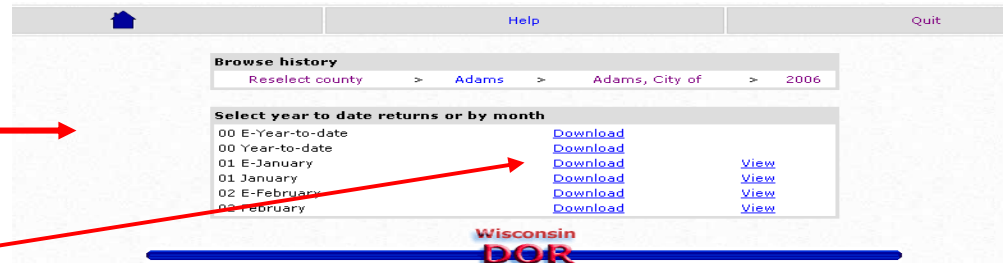 Help Quit
Browse history
Reselect county > Adams > Adams, City of > 2006
Select year to date returns or by month
00 E-Year-to-date Download
00 Year-to-date Download
01 E-January Download View
01 January Download View
02 E-February Download View
02 February Download View
Wisconsin
DOR